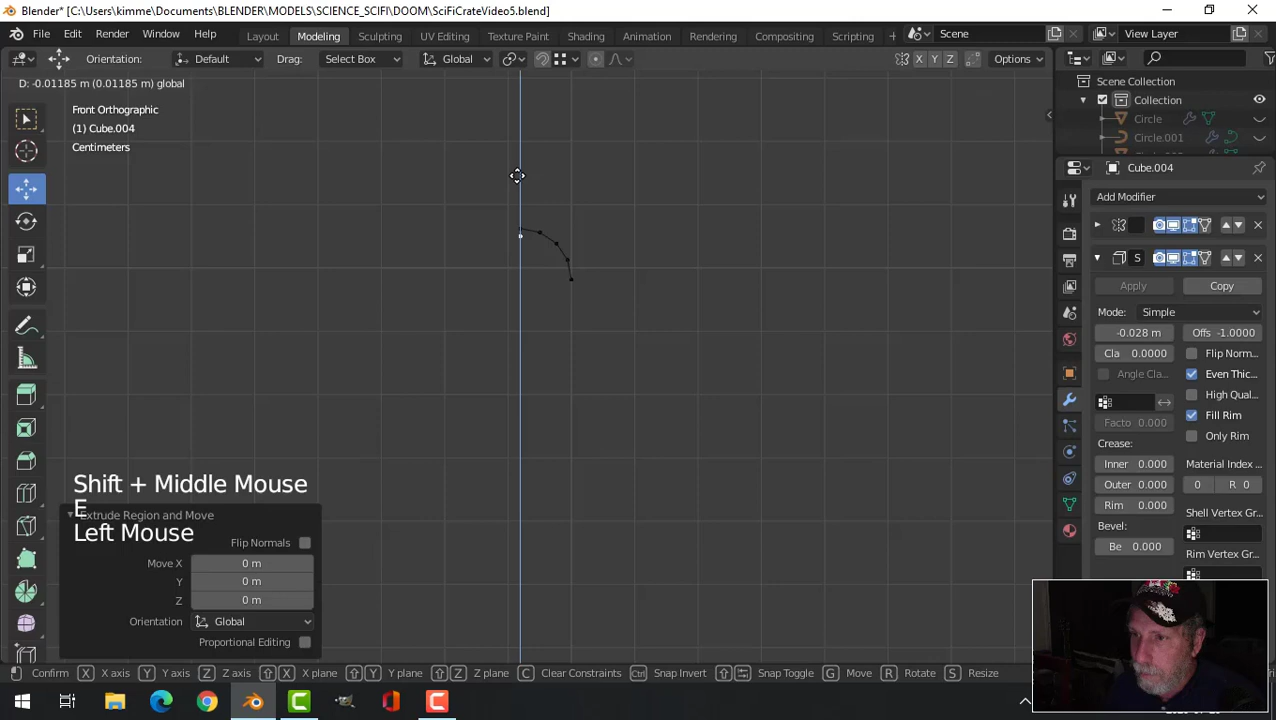 Blender* [C:\Users\kimme\Documents\BLENDER\MODELS\SCIENCE_SCIFI\DOOM\SciFiCrateVideo5.blend]
File Edit Render Window Help Layout Modeling Sculpting UV Editing Texture Paint Shading Animation Rendering Compositing Scripting + Scene View Layer
Orientation: Default Drag: Select Box Global X Y Z Options
D: -0.01185 m (0.01185 m) global
Scene Collection
Front Orthographic
Collection
(1) Cube.004
Circle
Centimeters
Circle.001
Cube.004
Add Modifier
S
Apply Copy
Mode: Simple
-0.028 m Offs -1.0000
Cla 0.0000 Flip Norm...
Angle Cla... Even Thic...
High Qual...
Facto 0.000 Fill Rim
Only Rim
Crease:
Inner 0.000 Material Index ...
Outer 0.000 0 R 0
Rim 0.000 Shell Vertex Gr...
Bevel:
Be 0.000 Rim Vertex Gr...
Shift + Middle Mouse
E
Extrude Region and Move
Left Mouse
Flip Normals
Move X 0 m
Y 0 m
Z 0 m
Orientation Global
Proportional Editing
Confirm X X axis Y Y axis Z Z axis X X plane Y Y plane Z Z plane C Clear Constraints Ctrl Snap Invert Snap Toggle G Move R Rotate S Resize